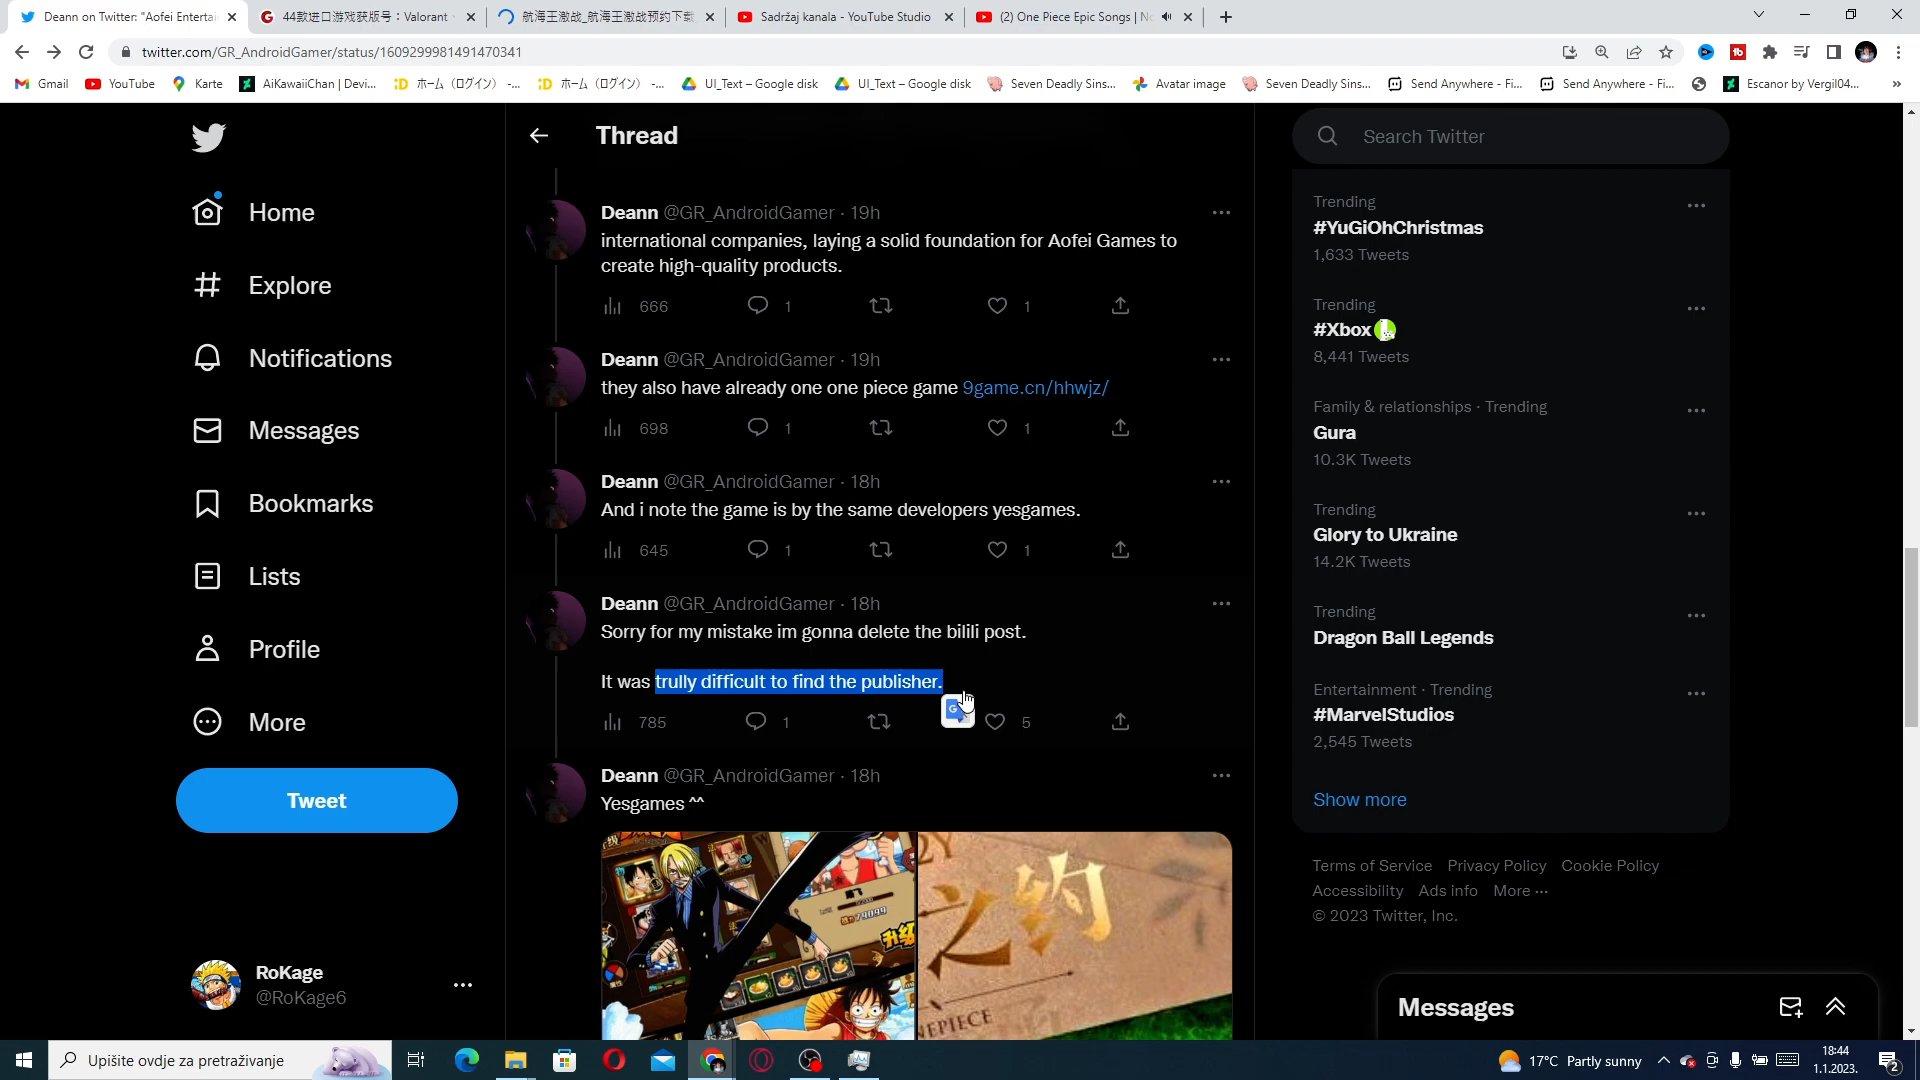 Deann on Twitter: "Aofei Entertai
44款进口游戏获版号：Valorant
航海王激战_航海王激战预约下载
Sadržaj kanala - YouTube Studio
(2) One Piece Epic Songs | N
twitter.com/GR_AndroidGamer/status/1609299981491470341
Gmail
YouTube
Karte
AiKawaiiChan | Devi...
ホーム（ログイン） -...
ホーム（ログイン） -...
UI_Text – Google disk
UI_Text – Google disk
Seven Deadly Sins...
Avatar image
Seven Deadly Sins...
Send Anywhere - Fi...
Send Anywhere - Fi...
Escanor by Vergil04...
»
Home
Explore
Notifications
Messages
Bookmarks
Lists
Profile
More
Tweet
RoKage
@RoKage6
Thread
Deann @GR_AndroidGamer · 19h
international companies, laying a solid foundation for Aofei Games to
create high-quality products.
666 1 1
Deann @GR_AndroidGamer · 19h
they also have already one one piece game 9game.cn/hhwjz/
698 1 1
Deann @GR_AndroidGamer · 18h
And i note the game is by the same developers yesgames.
645 1 1
Deann @GR_AndroidGamer · 18h
Sorry for my mistake im gonna delete the bilili post.
It was trully difficult to find the publisher.
785 1 5
Deann @GR_AndroidGamer · 18h
Yesgames ^^
升级
79099
之约
NEPIECE
Search Twitter
Trending
#YuGiOhChristmas
1,633 Tweets
Trending
#Xbox
8,441 Tweets
Family & relationships · Trending
Gura
10.3K Tweets
Trending
Glory to Ukraine
14.2K Tweets
Trending
Dragon Ball Legends
Entertainment · Trending
#MarvelStudios
2,545 Tweets
Show more
Terms of Service Privacy Policy Cookie Policy
Accessibility Ads info More ···
© 2023 Twitter, Inc.
Messages
Upišite ovdje za pretraživanje
17°C Partly sunny
18:44
1.1.2023.
2